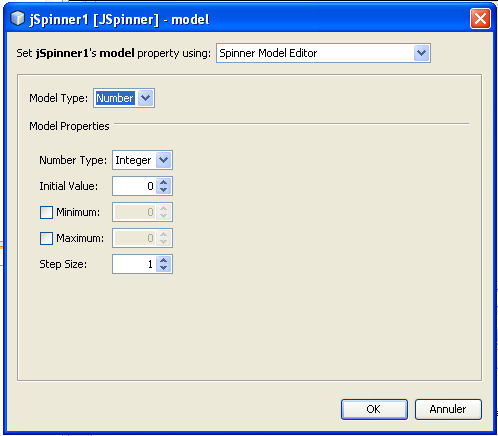 jSpinner1 [JSpinner] - model
Set jSpinner1's model property using: Spinner Model Editor
Model Type: Number
Model Properties
Number Type: Integer
Initial Value: 0
Minimum: 0
Maximum: 0
Step Size: 1
OK Annuler